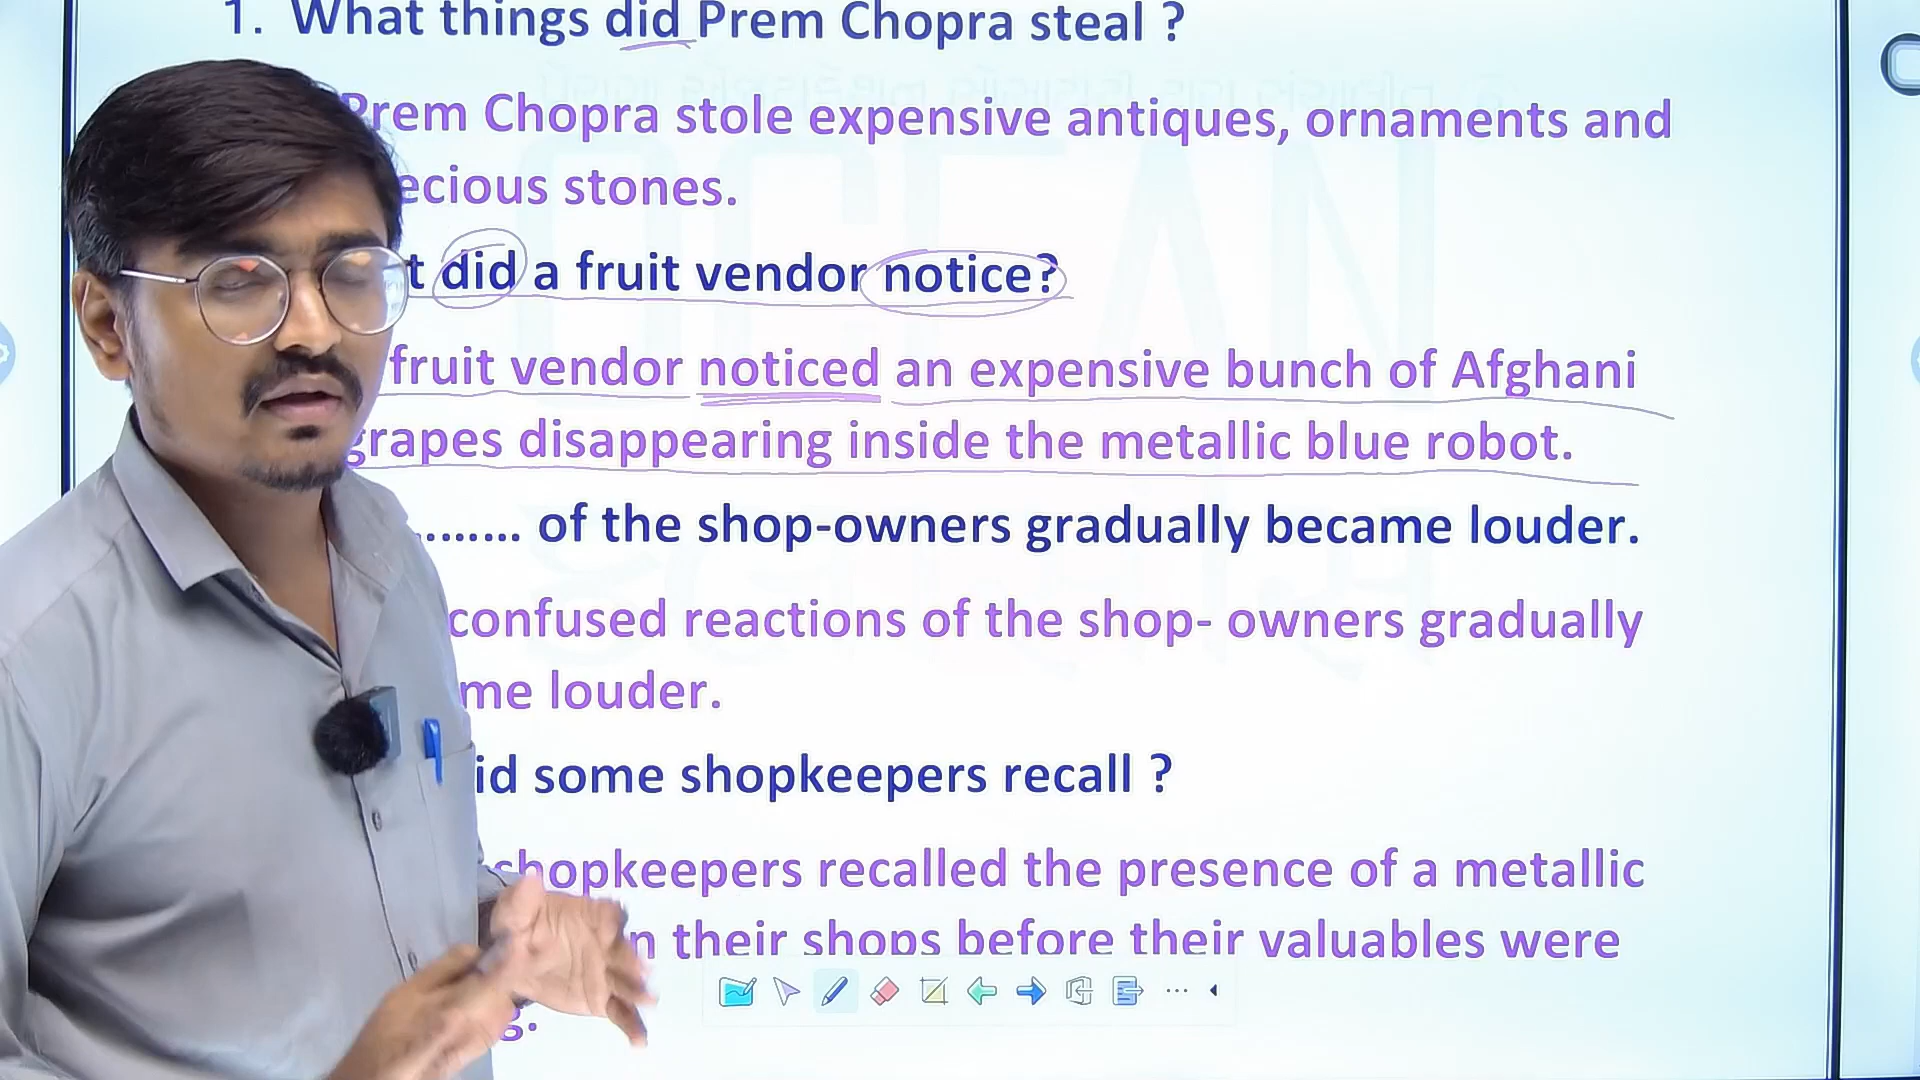 1. What things did Prem Chopra steal ?
Prem Chopra stole expensive antiques, ornaments and
ecious stones.
t did a fruit vendor notice?
fruit vendor noticed an expensive bunch of Afghani
grapes disappearing inside the metallic blue robot.
......... of the shop-owners gradually became louder.
confused reactions of the shop- owners gradually
me louder.
id some shopkeepers recall ?
shopkeepers recalled the presence of a metallic
n their shops before their valuables were
g.